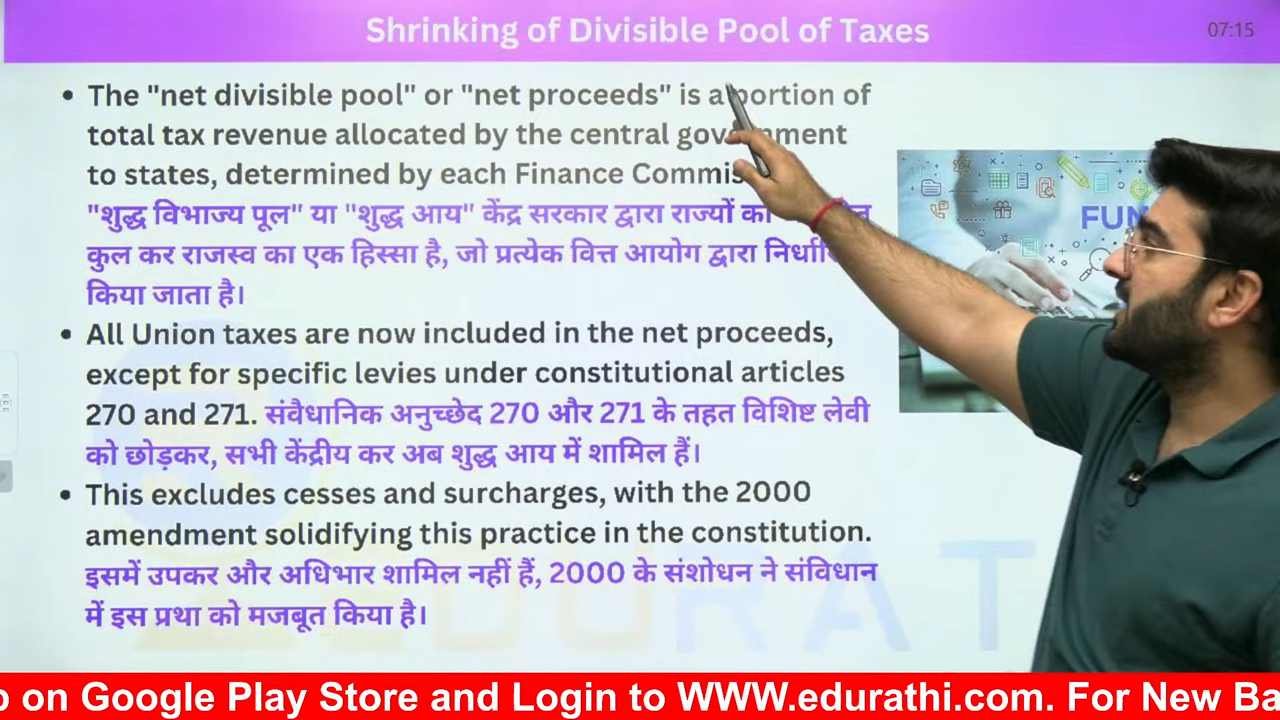 Shrinking of Divisible Pool of Taxes
07:15
• The "net divisible pool" or "net proceeds" is a portion of
total tax revenue allocated by the central government
to states, determined by each Finance
"शुद्ध विभाज्य पूल" या "शुद्ध आय" केंद्र सरकार द्वारा राज्यों
कुल कर राजस्व का एक हिस्सा है, जो प्रत्येक वित्त आयोग द्वारा
किया जाता है।
FUN
• All Union taxes are now included in the net proceeds,
except for specific levies under constitutional articles
270 and 271. संवैधानिक अनुच्छेद 270 और 271 के तहत विशिष्ट लेवी
को छोड़कर, सभी केंद्रीय कर अब शुद्ध आय में शामिल हैं।
• This excludes cesses and surcharges, with the 2000
amendment solidifying this practice in the constitution.
इसमें उपकर और अधिभार शामिल नहीं हैं, 2000 के संशोधन ने संविधान
में इस प्रथा को मजबूत किया है।
EDURAT
on Google Play Store and Login to WWW.edurathi.com. For New Ba